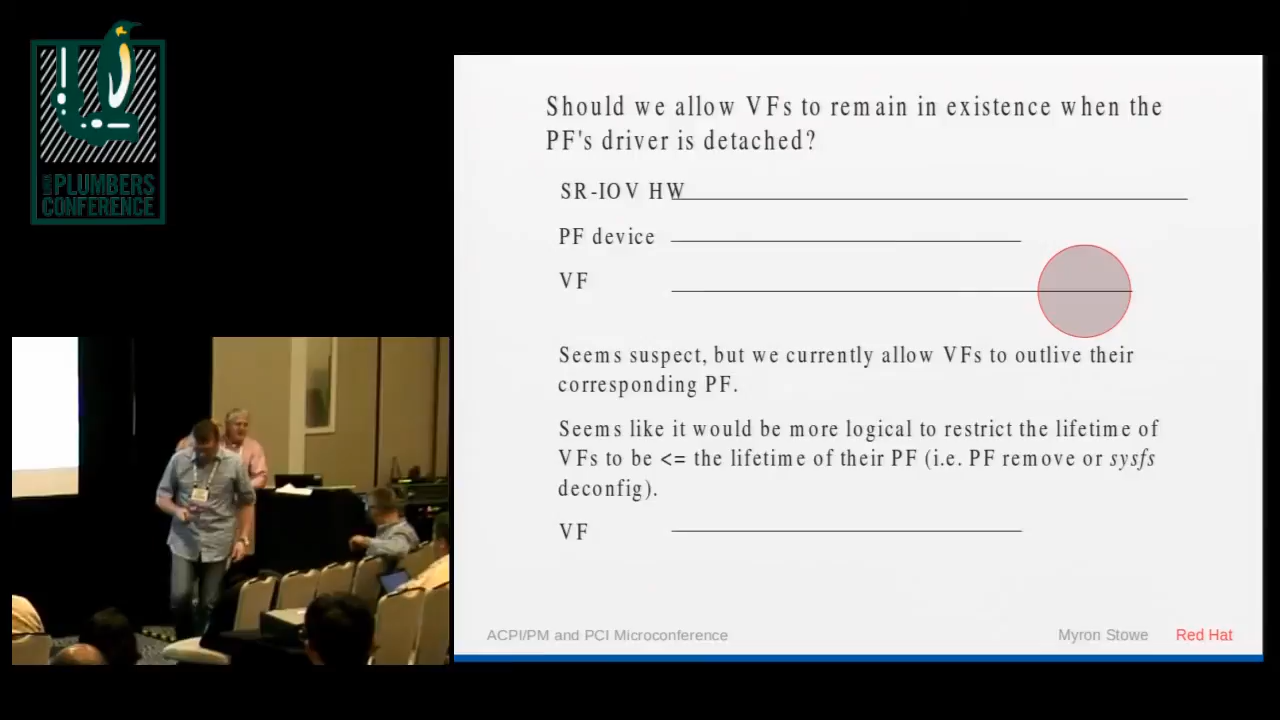 LINUX
PLUMBERS
CONFERENCE
Should we allow VFs to remain in existence when the
PF's driver is detached?
SR-IOV HW
PF device
VF
Seems suspect, but we currently allow VFs to outlive their
corresponding PF.
Seems like it would be more logical to restrict the lifetime of
VFs to be <= the lifetime of their PF (i.e. PF remove or sysfs
deconfig).
VF
ACPI/PM and PCI Microconference
Myron Stowe Red Hat